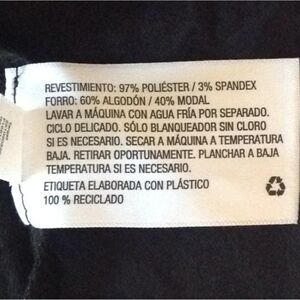 REVESTIMIENTO: 97% POLIÉSTER / 3% SPANDEX
FORRO: 60% ALGODÓN / 40% MODAL
LAVAR A MÁQUINA CON AGUA FRÍA POR SEPARADO.
CICLO DELICADO. SÓLO BLANQUEADOR SIN CLORO
SI ES NECESARIO. SECAR A MÁQUINA A TEMPERATURA
BAJA. RETIRAR OPORTUNAMENTE. PLANCHAR A BAJA
TEMPERATURA SI ES NECESARIO.
ETIQUETA ELABORADA CON PLÁSTICO
100 % RECICLADO